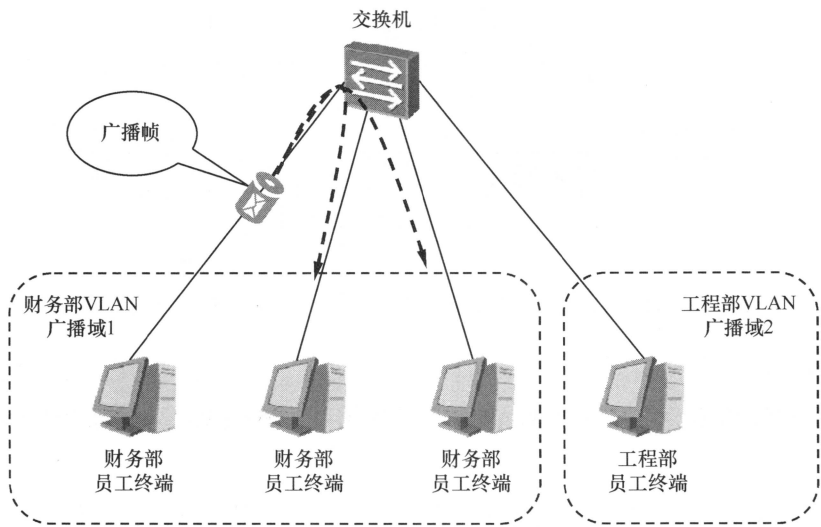 交换机
广播帧
财务部VLAN
广播域1
工程部VLAN
广播域2
财务部
员工终端
财务部
员工终端
财务部
员工终端
工程部
员工终端